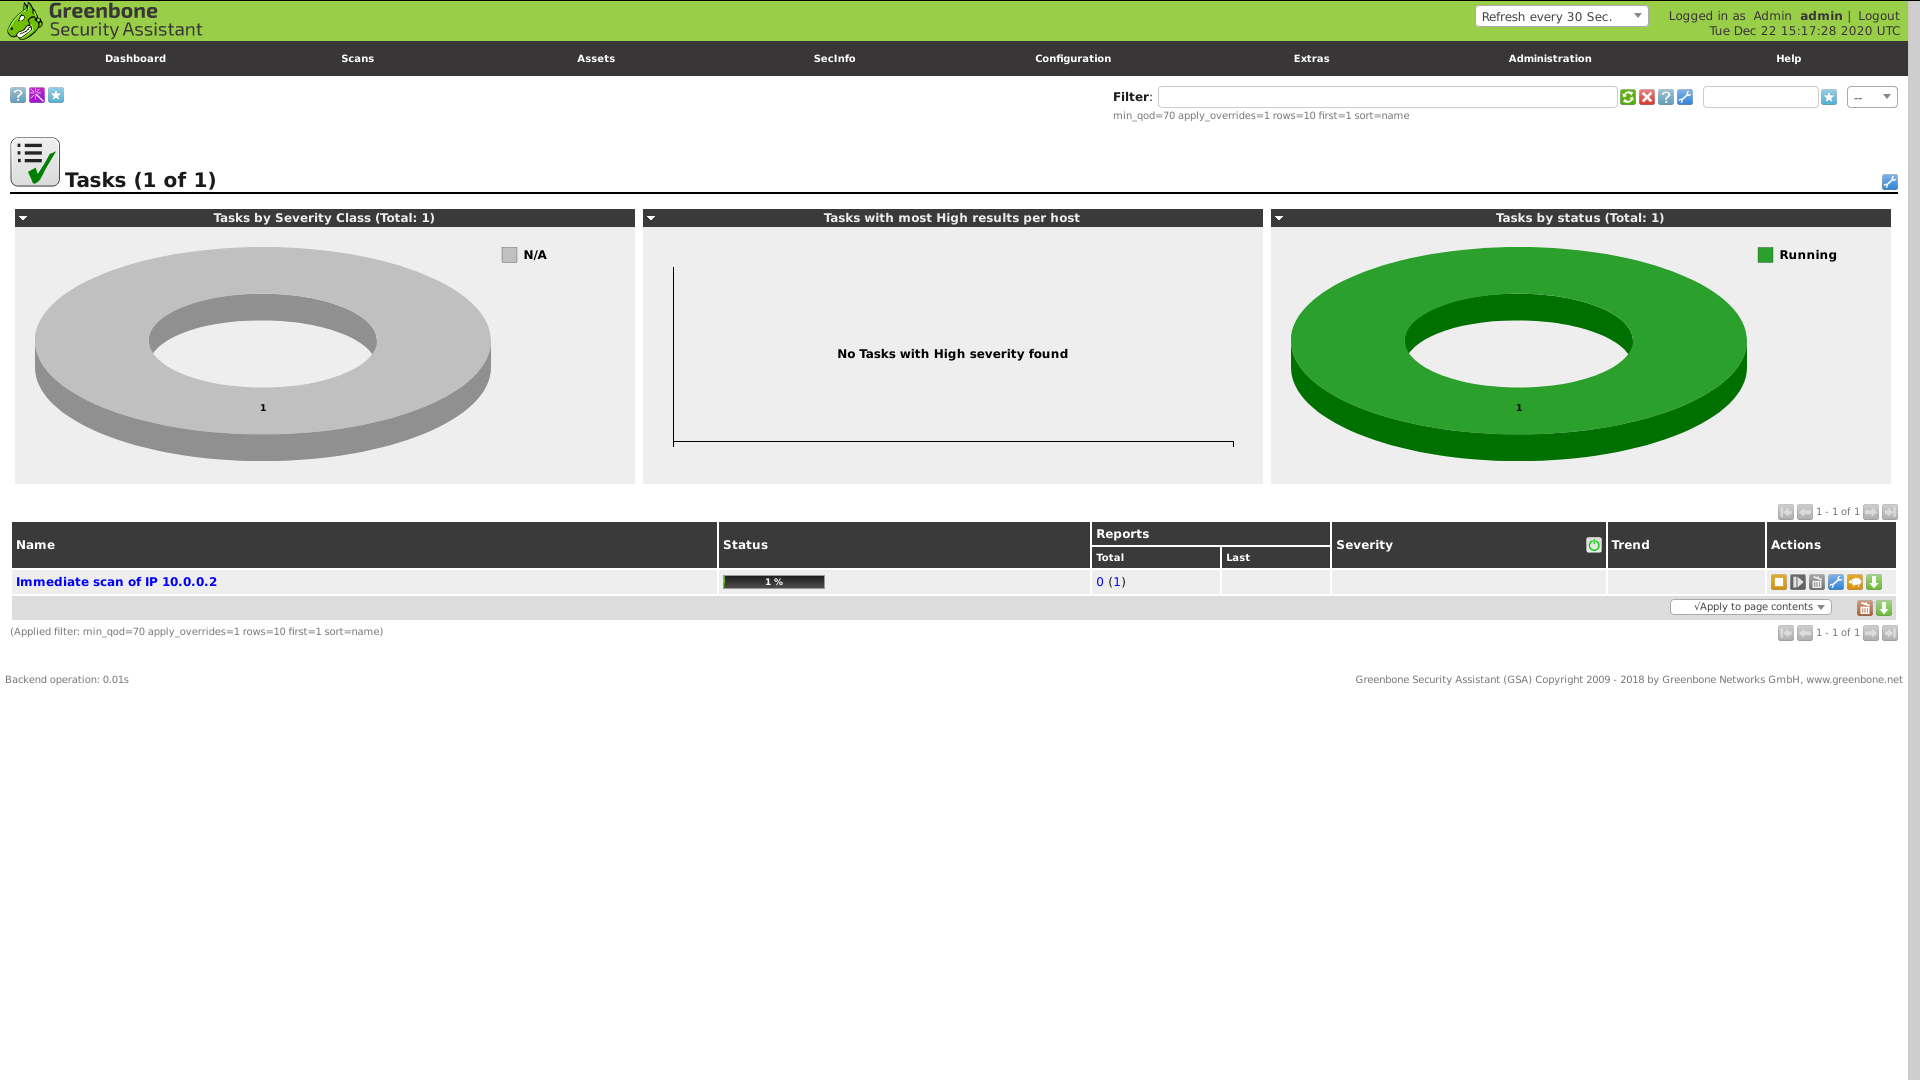 Greenbone
Security Assistant
Refresh every 30 Sec.
Logged in as Admin admin | Logout
Tue Dec 22 15:17:28 2020 UTC
Dashboard Scans Assets SecInfo Configuration Extras Administration Help
Filter:
--
min_qod=70 apply_overrides=1 rows=10 first=1 sort=name
Tasks (1 of 1)
Tasks by Severity Class (Total: 1)
N/A
1
Tasks with most High results per host
No Tasks with High severity found
Tasks by status (Total: 1)
Running
1
1 - 1 of 1
Name Status Reports Severity Trend Actions
Total Last
Immediate scan of IP 10.0.0.2 1 % 0 (1)
√Apply to page contents
(Applied filter: min_qod=70 apply_overrides=1 rows=10 first=1 sort=name)
1 - 1 of 1
Backend operation: 0.01s
Greenbone Security Assistant (GSA) Copyright 2009 - 2018 by Greenbone Networks GmbH, www.greenbone.net